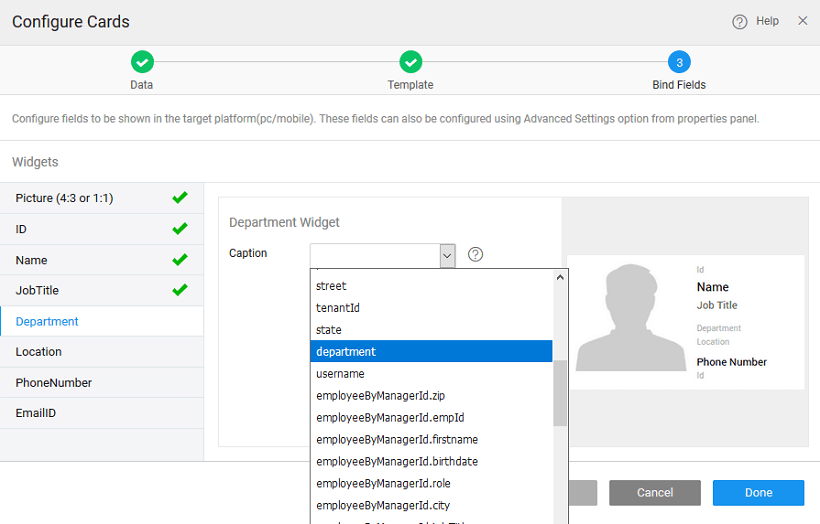 Configure Cards
Help
Data
Template
3
Bind Fields
Configure fields to be shown in the target platform(pc/mobile). These fields can also be configured using Advanced Settings option from properties panel.
Widgets
Picture (4:3 or 1:1)
ID
Name
JobTitle
Department
Location
PhoneNumber
EmailID
Department Widget
Caption
street
tenantId
state
department
username
employeeByManagerId.zip
employeeByManagerId.empId
employeeByManagerId.firstname
employeeByManagerId.birthdate
employeeByManagerId.role
employeeByManagerId.city
Id
Name
Job Title
Department
Location
Phone Number
Id
Cancel
Done